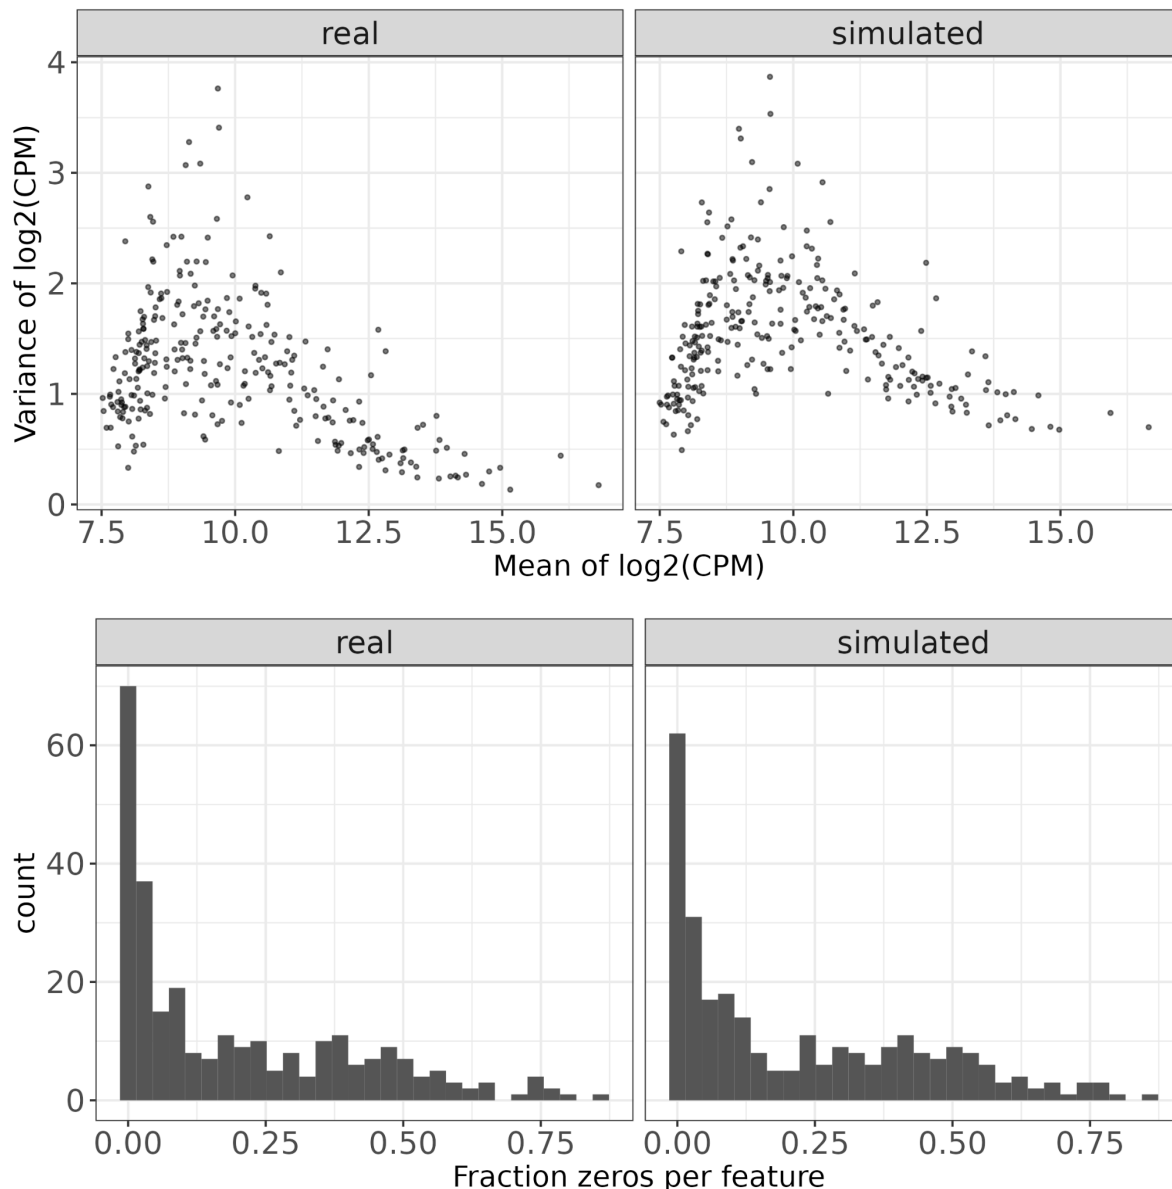 real simulated
4
3
2
1
0
Variance of log2(CPM)
7.5 10.0 12.5 15.0 7.5 10.0 12.5 15.0
Mean of log2(CPM)
real simulated
60
40
20
0
count
0.00 0.25 0.50 0.75 0.00 0.25 0.50 0.75
Fraction zeros per feature